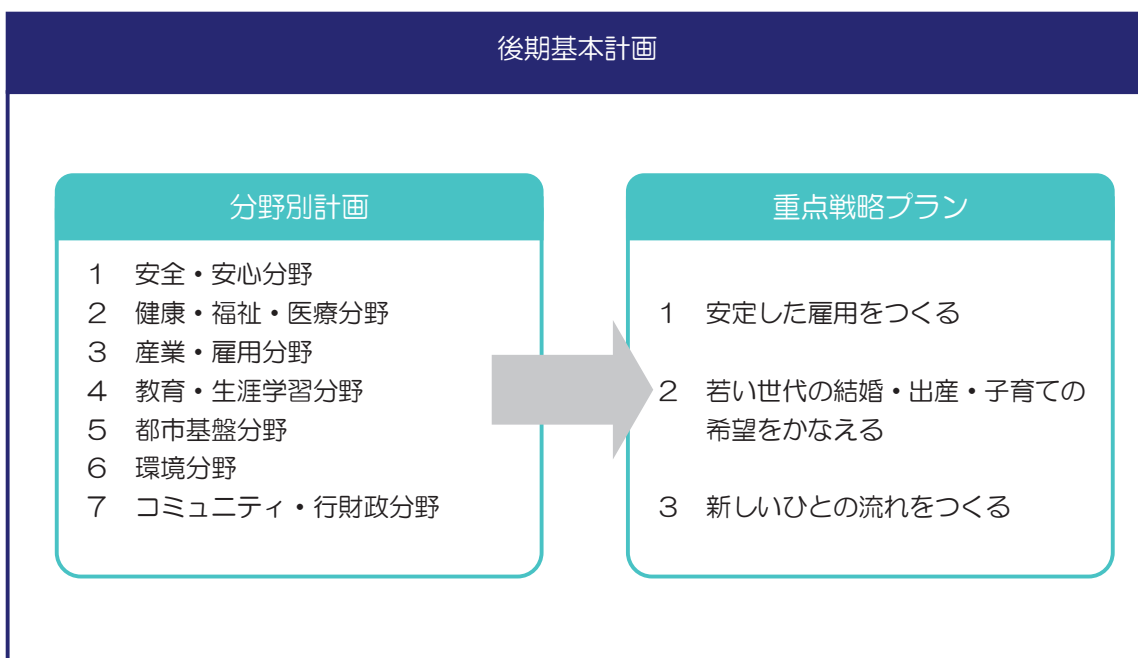 後期基本計画
分野別計画
1 安全・安心分野
2 健康・福祉・医療分野
3 産業・雇用分野
4 教育・生涯学習分野
5 都市基盤分野
6 環境分野
7 コミュニティ・行財政分野
重点戦略プラン
1 安定した雇用をつくる
2 若い世代の結婚・出産・子育ての
希望をかなえる
3 新しいひとの流れをつくる